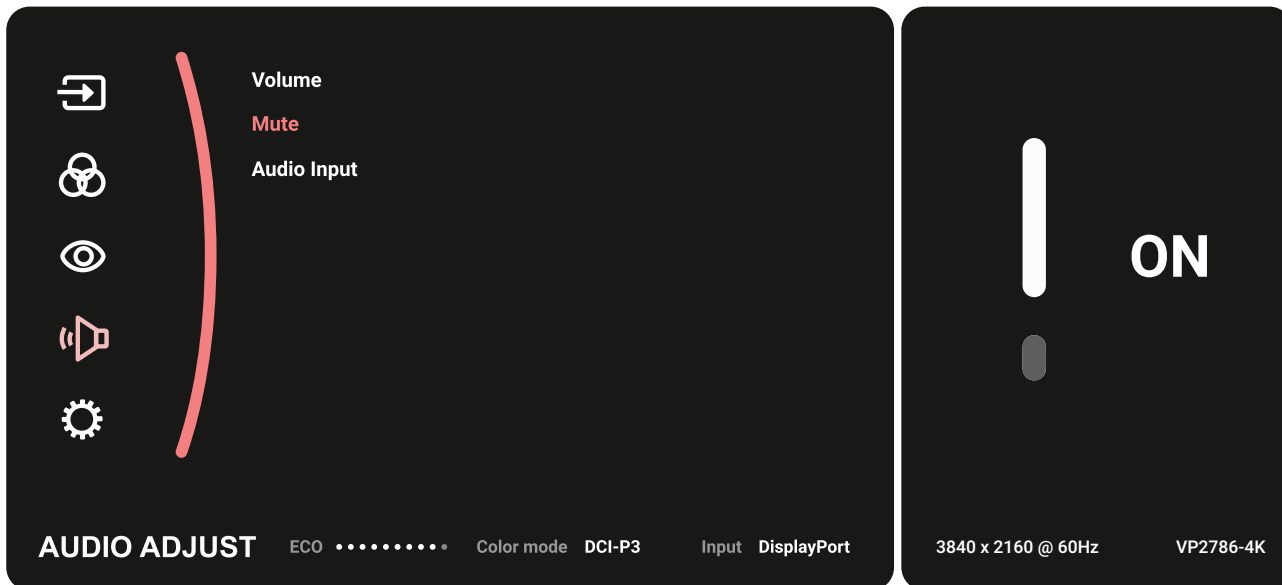 Volume
Mute
Audio Input
ON
AUDIO ADJUST ECO Color mode DCI-P3 Input DisplayPort 3840 x 2160 @ 60Hz VP2786-4K